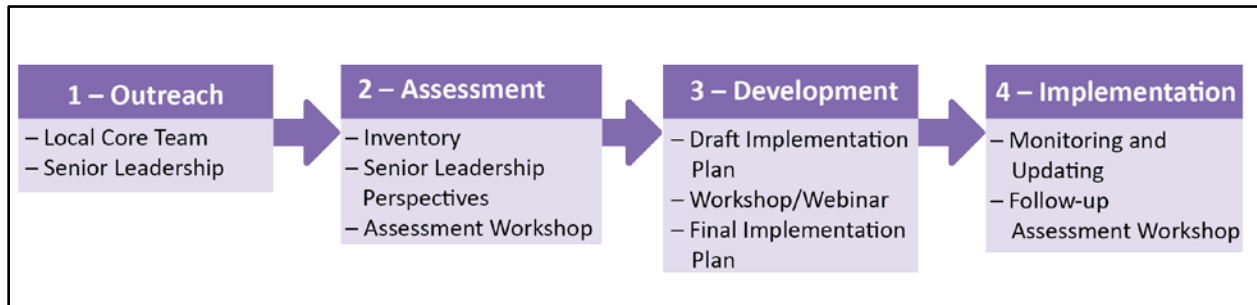 1 – Outreach
– Local Core Team
– Senior Leadership
2 – Assessment
– Inventory
– Senior Leadership
Perspectives
– Assessment Workshop
3 – Development
– Draft Implementation
Plan
– Workshop/Webinar
– Final Implementation
Plan
4 – Implementation
– Monitoring and
Updating
– Follow-up
Assessment Workshop